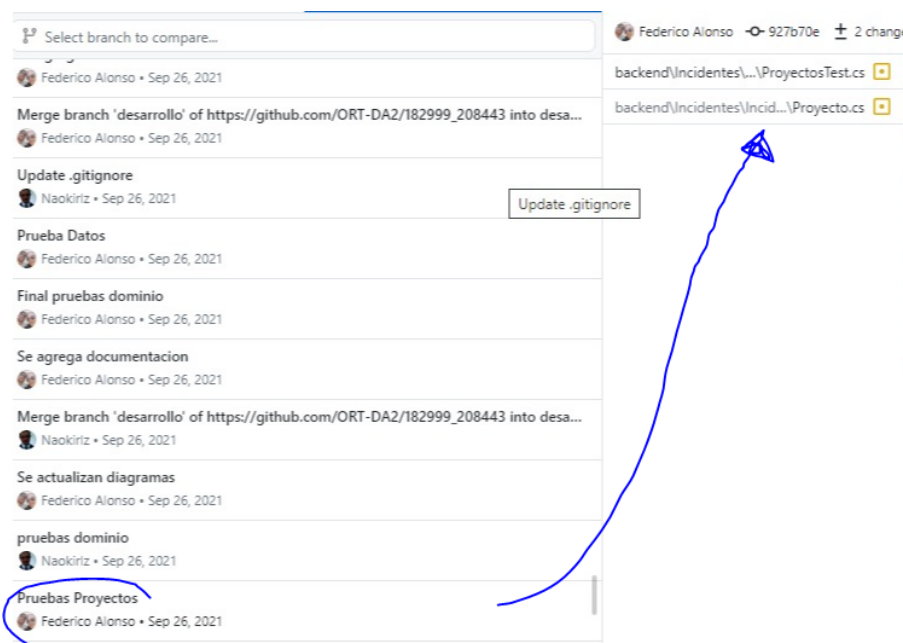 Select branch to compare...
Federico Alonso • Sep 26, 2021
Merge branch 'desarrollo' of https://github.com/ORT-DA2/182999_208443 into desa...
Federico Alonso • Sep 26, 2021
Update .gitignore
Naokirlz • Sep 26, 2021
Update .gitignore
Prueba Datos
Federico Alonso • Sep 26, 2021
Final pruebas dominio
Federico Alonso • Sep 26, 2021
Se agrega documentacion
Federico Alonso • Sep 26, 2021
Merge branch 'desarrollo' of https://github.com/ORT-DA2/182999_208443 into desa...
Naokirlz • Sep 26, 2021
Se actualizan diagramas
Federico Alonso • Sep 26, 2021
pruebas dominio
Naokirlz • Sep 26, 2021
Pruebas Proyectos
Federico Alonso • Sep 26, 2021
Federico Alonso 927b70e 2 change
backend\Incidentes\...\ProyectosTest.cs
backend\Incidentes\Incid...\Proyecto.cs